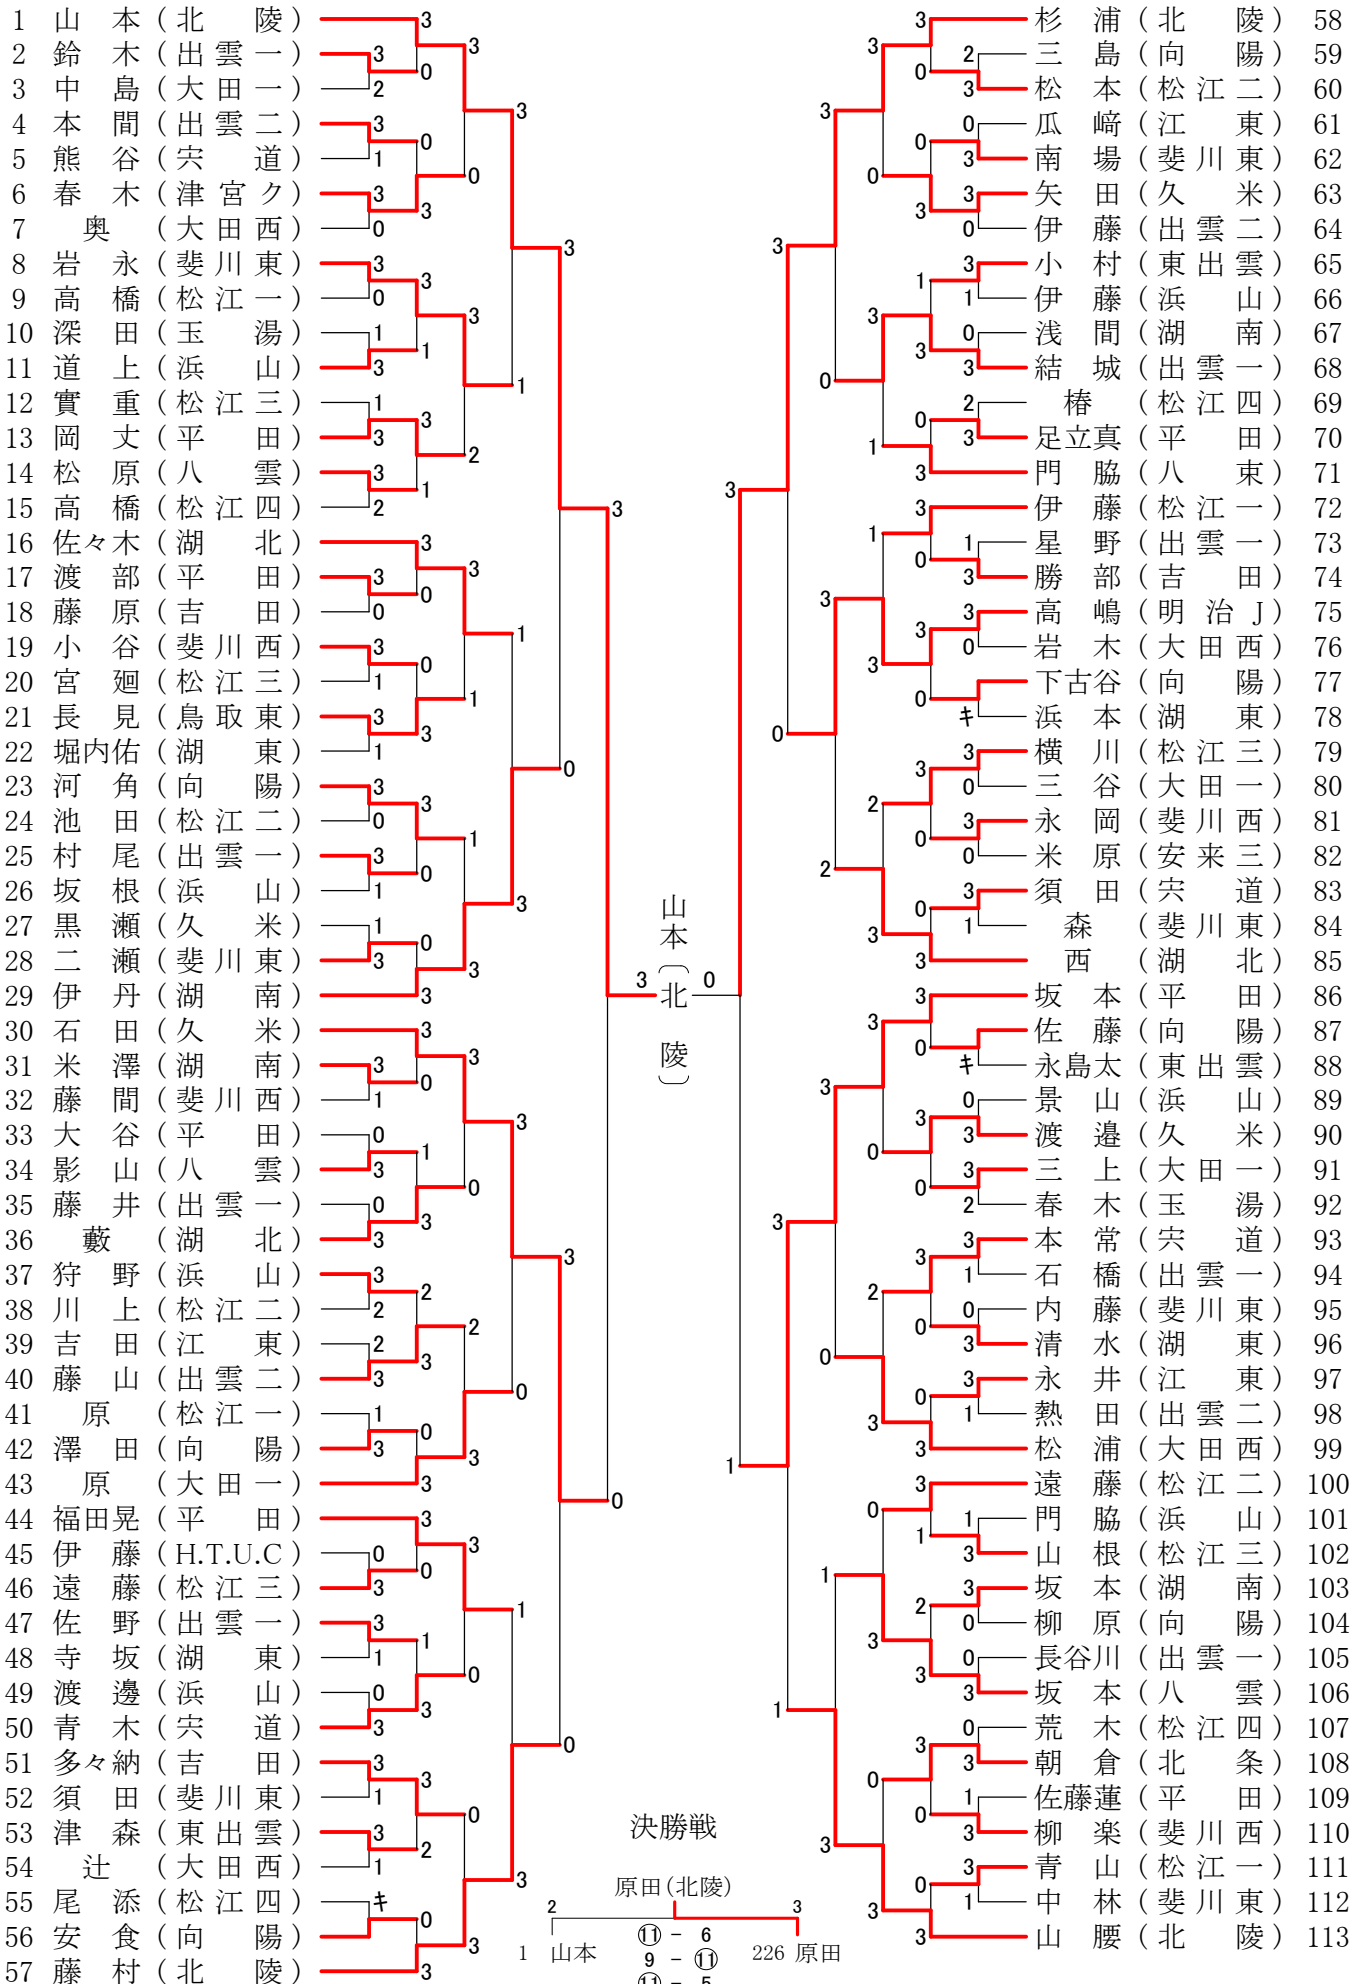 1 山本(北陵)
2 鈴木(出雲一)
3 中島(大田一)
4 本間(出雲二)
5 熊谷(宍道)
6 春木(津宮ク)
7 奥(大田西)
8 岩永(斐川東)
9 高橋(松江一)
10 深田(玉湯)
11 道上(浜山)
12 實重(松江三)
13 岡丈(平田)
14 松原(八雲)
15 高橋(松江四)
16 佐々木(湖北)
17 渡部(平田)
18 藤原(吉田)
19 小谷(斐川西)
20 宮廻(松江三)
21 長見(鳥取東)
22 堀内佑(湖東)
23 河角(向陽)
24 池田(松江二)
25 村尾(出雲一)
26 坂根(浜山)
27 黒瀬(久米)
28 二瀬(斐川東)
29 伊丹(湖南)
30 石田(久米)
31 米澤(湖南)
32 藤間(斐川西)
33 大谷(平田)
34 影山(八雲)
35 藤井(出雲一)
36 藪(湖北)
37 狩野(浜山)
38 川上(松江二)
39 吉田(江東)
40 藤山(出雲二)
41 原(松江一)
42 澤田(向陽)
43 原(大田一)
44 福田晃(平田)
45 伊藤(H.T.U.C)
46 遠藤(松江三)
47 佐野(出雲一)
48 寺坂(湖東)
49 渡邊(浜山)
50 青木(宍道)
51 多々納(吉田)
52 須田(斐川東)
53 津森(東出雲)
54 辻(大田西)
55 尾添(松江四) キ
56 安食(向陽)
57 藤村(北陵)
3 山本(北陵) 0
杉浦(北陵) 58
三島(向陽) 59
松本(松江二) 60
瓜﨑(江東) 61
南場(斐川東) 62
矢田(久米) 63
伊藤(出雲二) 64
小村(東出雲) 65
伊藤(浜山) 66
浅間(湖南) 67
結城(出雲一) 68
椿(松江四) 69
足立真(平田) 70
門脇(八束) 71
伊藤(松江一) 72
星野(出雲一) 73
勝部(吉田) 74
高嶋(明治J) 75
岩木(大田西) 76
下古谷(向陽) 77
キ 浜本(湖東) 78
横川(松江三) 79
三谷(大田一) 80
永岡(斐川西) 81
米原(安来三) 82
須田(宍道) 83
森(斐川東) 84
西(湖北) 85
坂本(平田) 86
佐藤(向陽) 87
キ 永島太(東出雲) 88
景山(浜山) 89
渡邉(久米) 90
三上(大田一) 91
春木(玉湯) 92
本常(宍道) 93
石橋(出雲一) 94
内藤(斐川東) 95
清水(湖東) 96
永井(江東) 97
熱田(出雲二) 98
松浦(大田西) 99
遠藤(松江二) 100
門脇(浜山) 101
山根(松江三) 102
坂本(湖南) 103
柳原(向陽) 104
長谷川(出雲一) 105
坂本(八雲) 106
荒木(松江四) 107
朝倉(北条) 108
佐藤蓮(平田) 109
柳楽(斐川西) 110
青山(松江一) 111
中林(斐川東) 112
山腰(北陵) 113
決勝戦
原田(北陵)
2 3
1 山本 226 原田
⑪ - 6
9 - ⑪
⑪ - 5